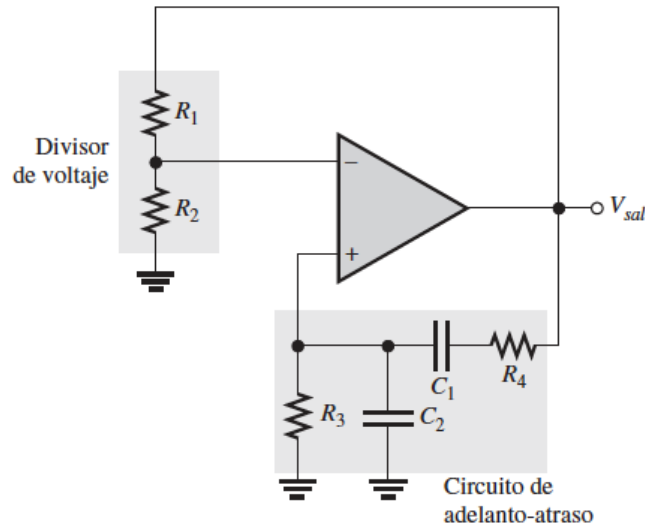 R1
Divisor
de voltaje
R2
−
+
Vsal
C1
R4
R3
C2
Circuito de
adelanto-atraso